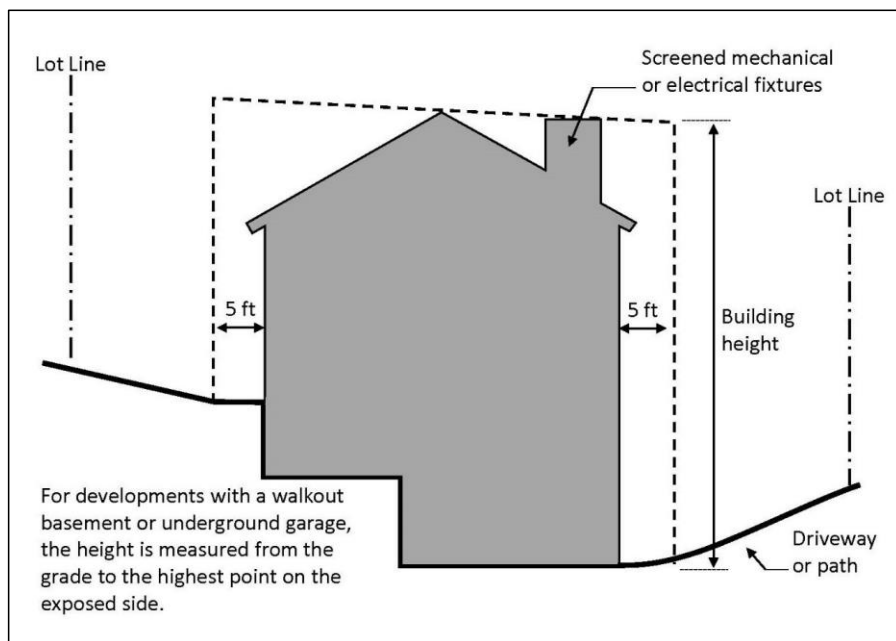 Lot Line
Screened mechanical
or electrical fixtures
Lot Line
5 ft
5 ft
Building
height
For developments with a walkout
basement or underground garage,
the height is measured from the
grade to the highest point on the
exposed side.
Driveway
or path